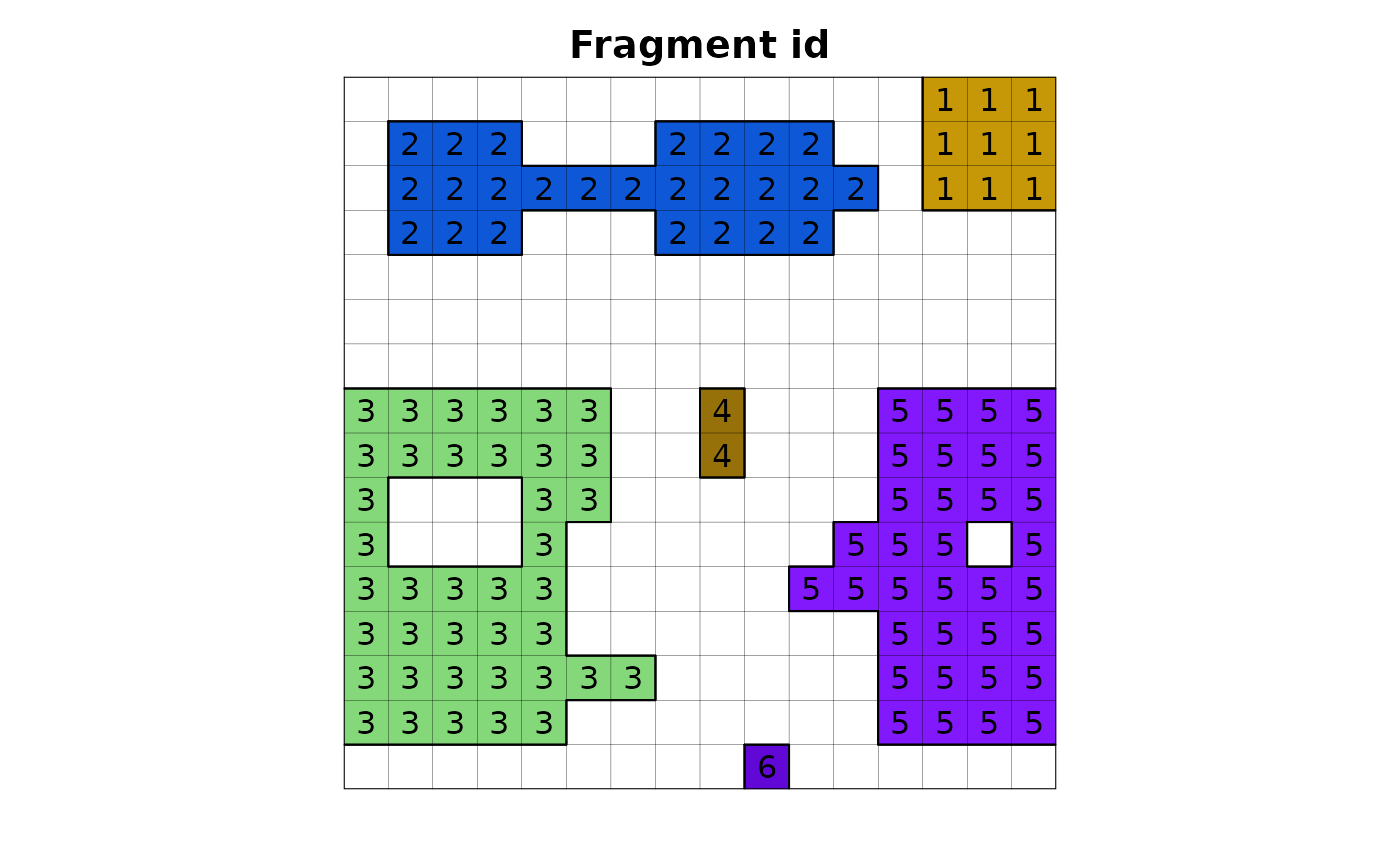 Fragment id
1 1 1
2 2 2 2 2 2 2 1 1 1
2 2 2 2 2 2 2 2 2 2 2 1 1 1
2 2 2 2 2 2 2
3 3 3 3 3 3 4 5 5 5 5
3 3 3 3 3 3 4 5 5 5 5
3 3 3 5 5 5 5
3 3 5 5 5 5
3 3 3 3 3 5 5 5 5 5 5
3 3 3 3 3 5 5 5 5
3 3 3 3 3 3 3 5 5 5 5
3 3 3 3 3 5 5 5 5
6